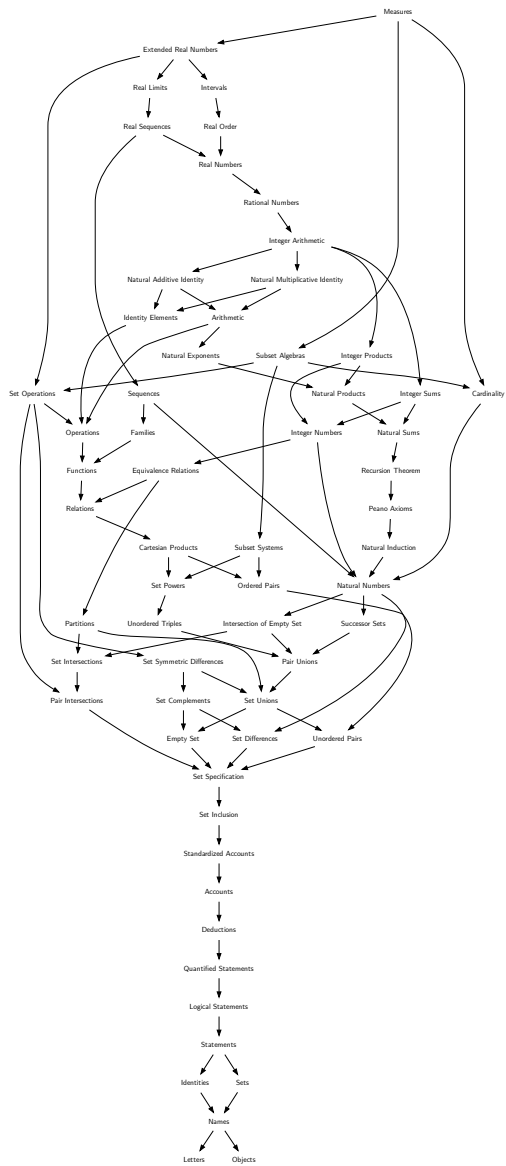 Measures
Extended Real Numbers
Real Limits
Intervals
Real Sequences
Real Order
Real Numbers
Rational Numbers
Integer Arithmetic
Natural Additive Identity
Natural Multiplicative Identity
Identity Elements
Arithmetic
Natural Exponents
Subset Algebras
Integer Products
Set Operations
Sequences
Natural Products
Integer Sums
Cardinality
Operations
Families
Integer Numbers
Natural Sums
Functions
Equivalence Relations
Recursion Theorem
Relations
Peano Axioms
Cartesian Products
Subset Systems
Natural Induction
Set Powers
Ordered Pairs
Natural Numbers
Partitions
Unordered Triples
Intersection of Empty Set
Successor Sets
Set Intersections
Set Symmetric Differences
Pair Unions
Pair Intersections
Set Complements
Set Unions
Empty Set
Set Differences
Unordered Pairs
Set Specification
Set Inclusion
Standardized Accounts
Accounts
Deductions
Quantified Statements
Logical Statements
Statements
Identities
Sets
Names
Letters
Objects